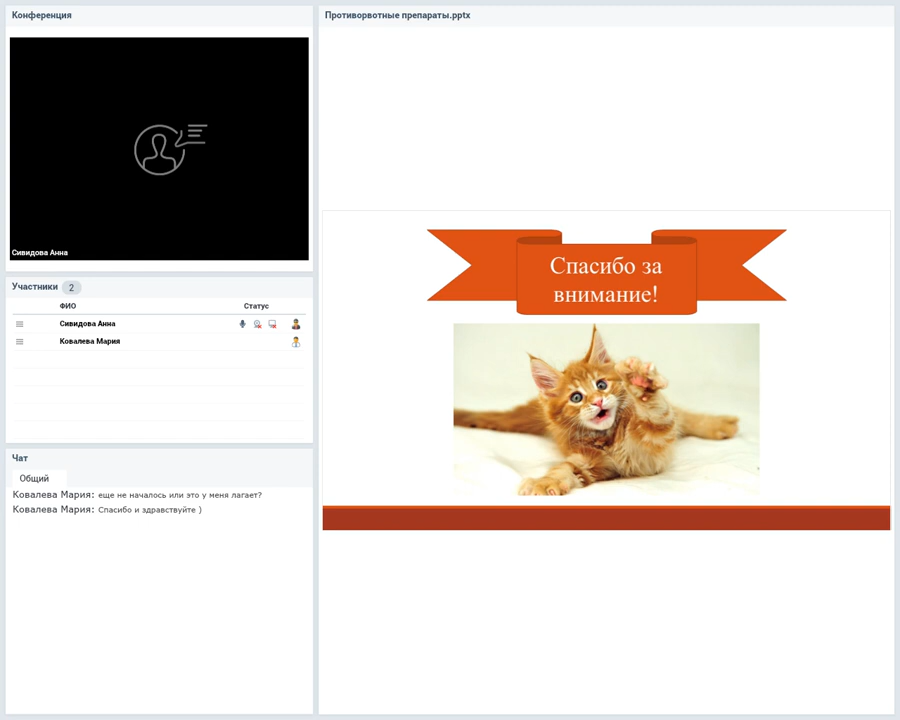 Конференция
Сивидова Анна
Участники 2
ФИО Статус
Сивидова Анна
Ковалева Мария
Чат
Общий
Ковалева Мария: еще не началось или это у меня лагает?
Ковалева Мария: Спасибо и здравствуйте )
Противорвотные препараты.pptx
Спасибо за
внимание!